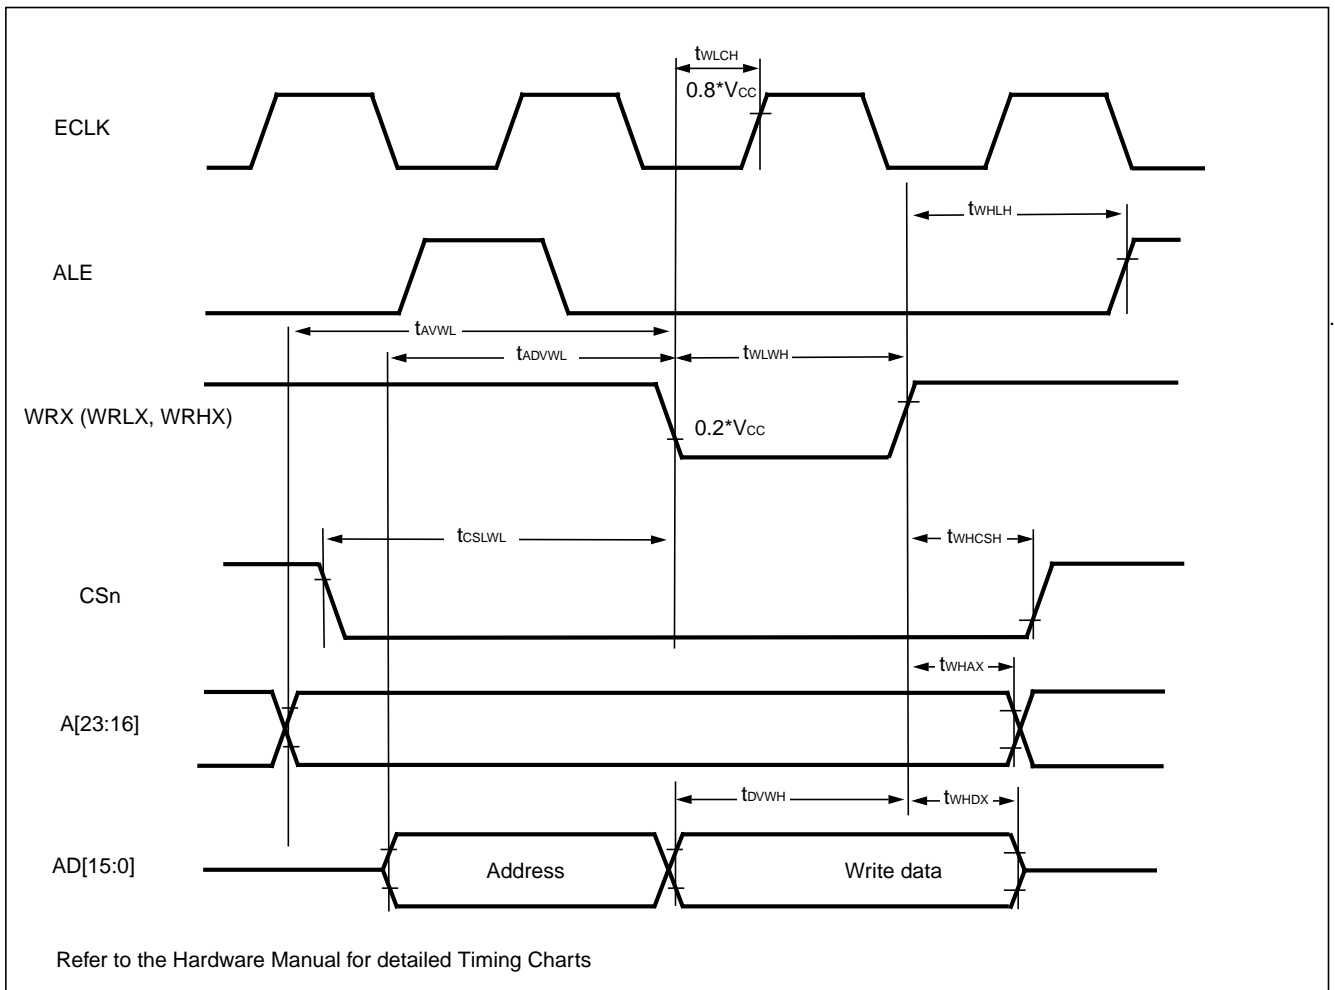 tWLCH
0.8*VCC
ECLK
tWHLH
ALE
tAVWL
tADVWL
tWLWH
WRX (WRLX, WRHX)
0.2*VCC
tCSLWL
tWHCSH
CSn
tWHAX
A[23:16]
tDVWH
tWHDX
AD[15:0]
Address
Write data
Refer to the Hardware Manual for detailed Timing Charts